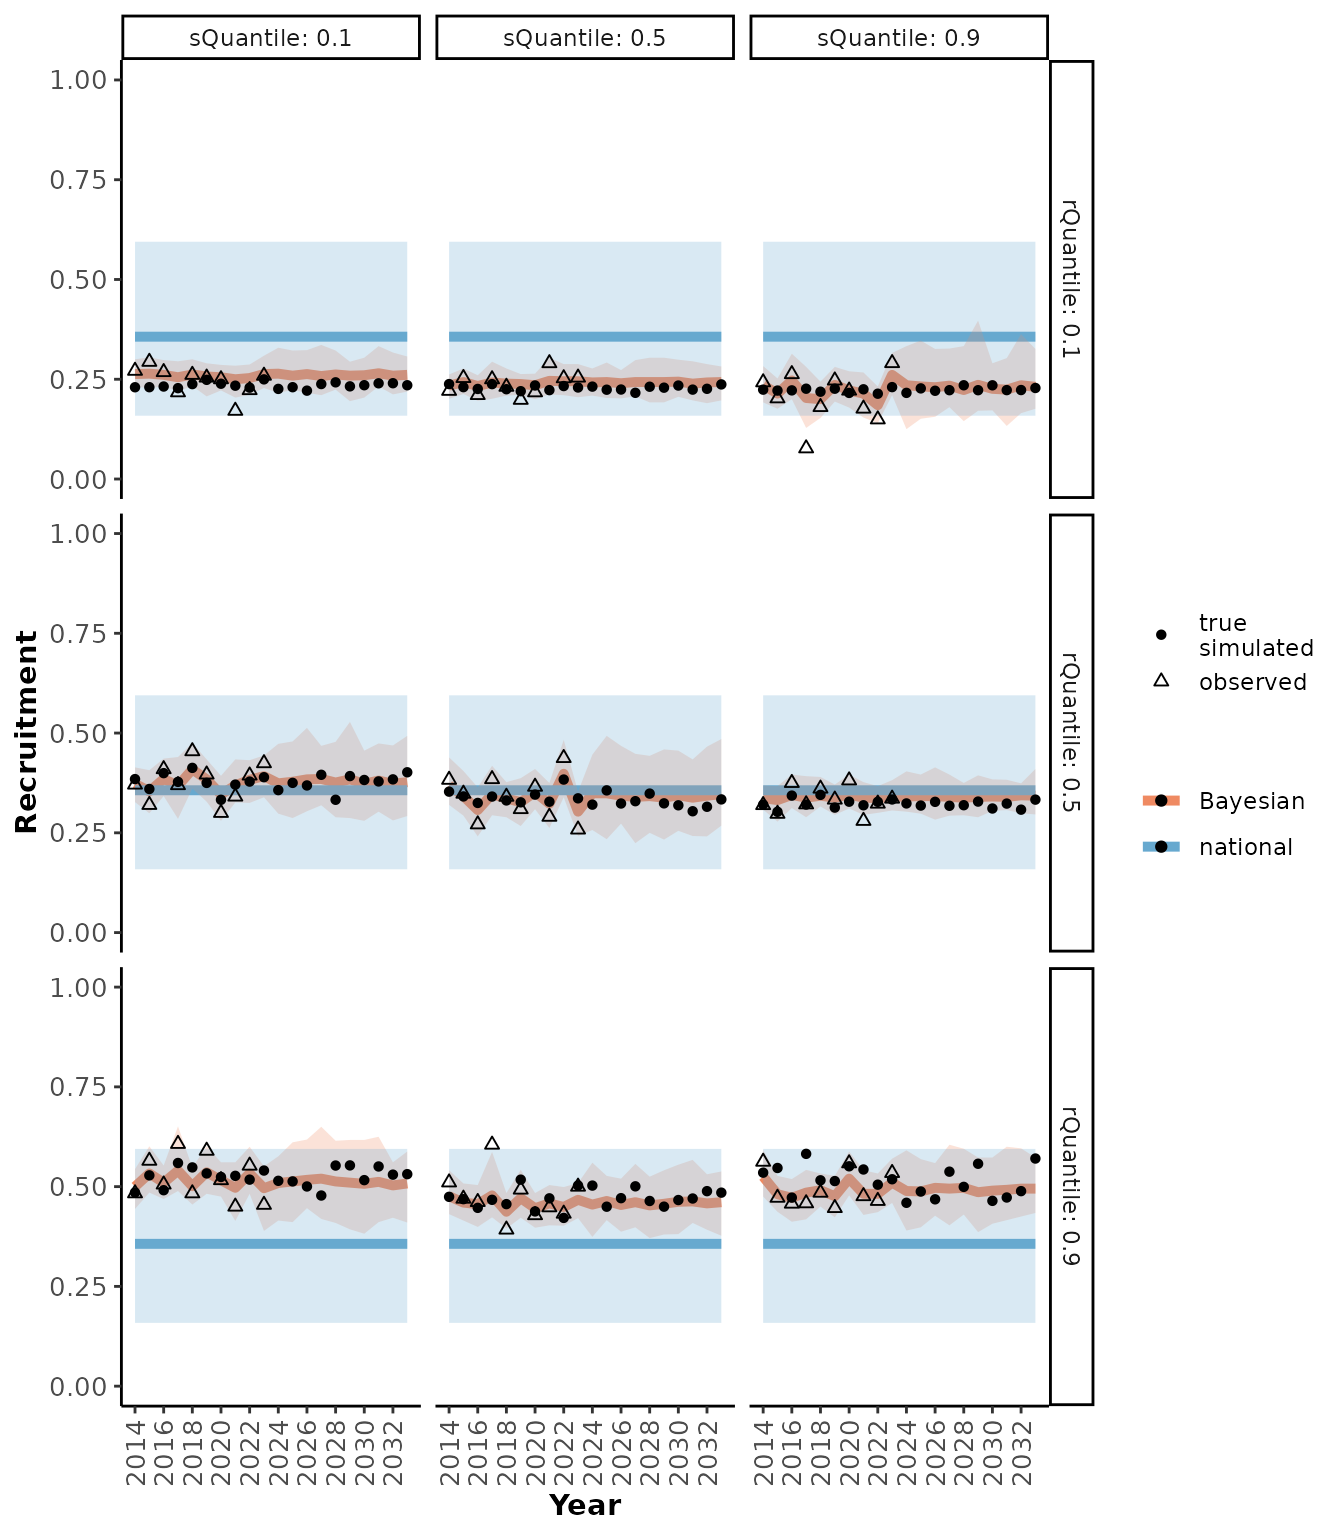 sQuantile: 0.1
sQuantile: 0.5
sQuantile: 0.9
1.00
0.75
0.50
0.25
0.00
rQuantile: 0.1
1.00
0.75
0.50
0.25
0.00
rQuantile: 0.5
1.00
0.75
0.50
0.25
0.00
rQuantile: 0.9
Recruitment
2014 2016 2018 2020 2022 2024 2026 2028 2030 2032
2014 2016 2018 2020 2022 2024 2026 2028 2030 2032
2014 2016 2018 2020 2022 2024 2026 2028 2030 2032
Year
true
simulated
observed
Bayesian
national